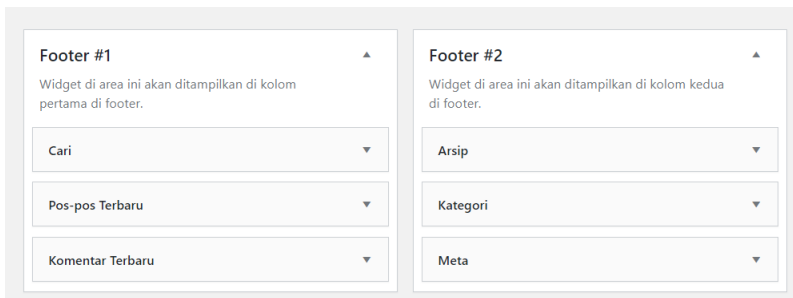 Footer #1
Widget di area ini akan ditampilkan di kolom
pertama di footer.
Cari
Pos-pos Terbaru
Komentar Terbaru
Footer #2
Widget di area ini akan ditampilkan di kolom kedua
di footer.
Arsip
Kategori
Meta